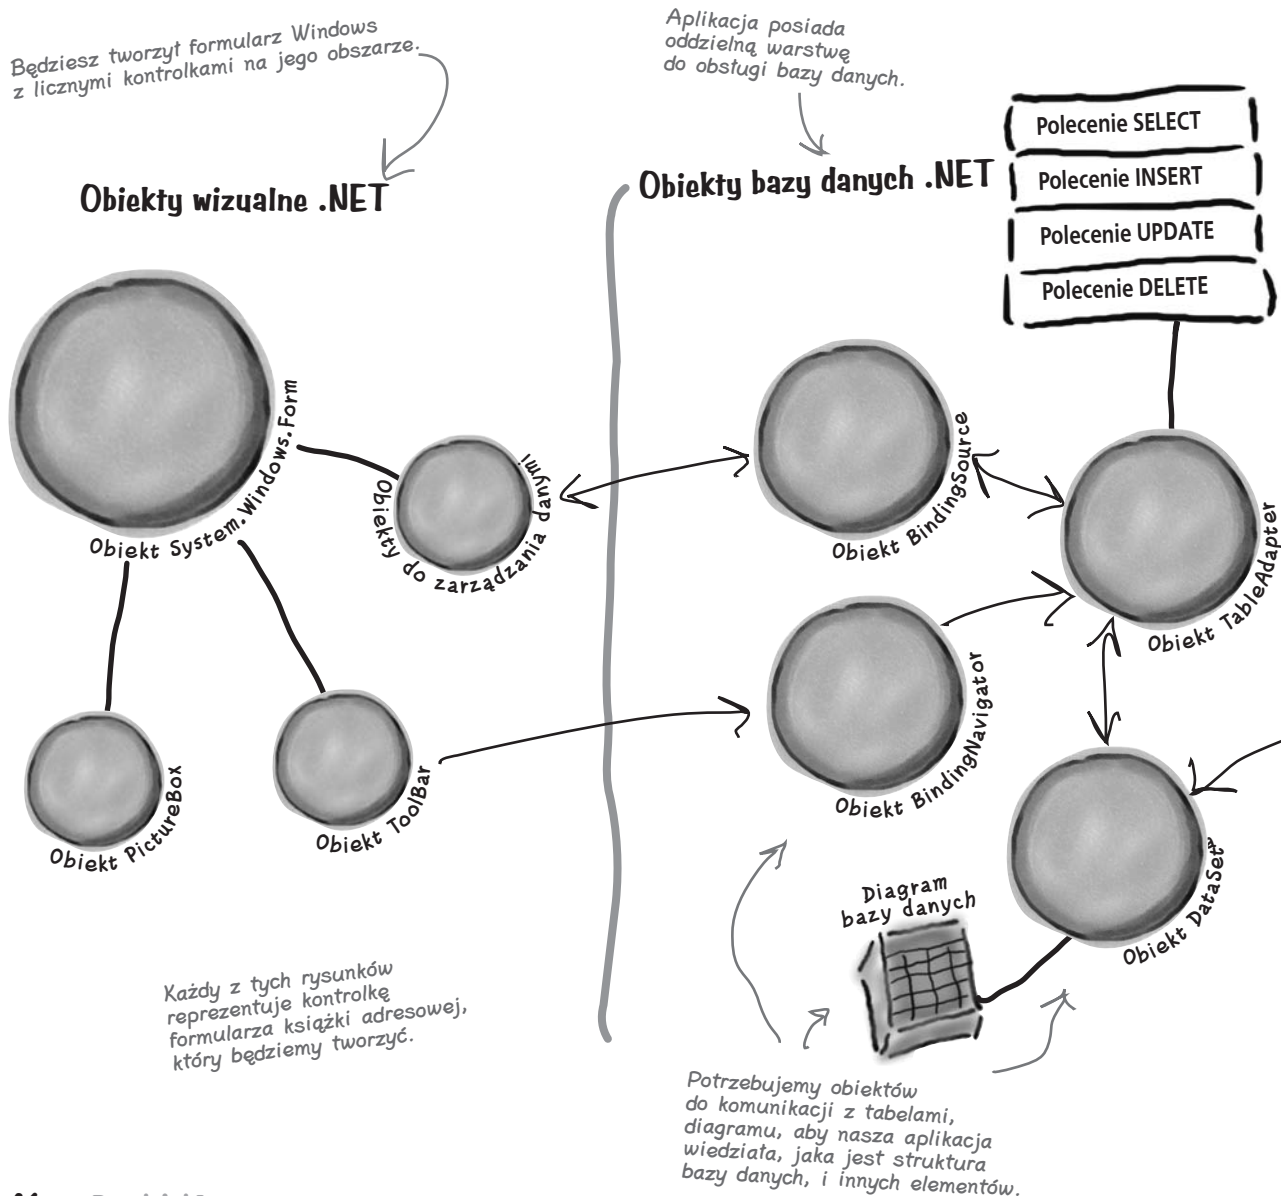 Będziesz tworzył formularz Windows
z licznymi kontrolkami na jego obszarze.
Aplikacja posiada
oddzielną warstwę
do obsługi bazy danych.
Obiekty wizualne .NET
Obiekty bazy danych .NET
Polecenie SELECT
Polecenie INSERT
Polecenie UPDATE
Polecenie DELETE
Obiekt System.Windows.Form
Obiekty do zarządzania danymi
Obiekt BindingSource
Obiekt TableAdapter
Obiekt PictureBox
Obiekt ToolBar
Obiekt BindingNavigator
Obiekt DataSet
Diagram
bazy danych
Każdy z tych rysunków
reprezentuje kontrolkę
formularza książki adresowej,
który będziemy tworzyć.
Potrzebujemy obiektów
do komunikacji z tabelami,
diagramu, aby nasza aplikacja
wiedziała, jaka jest struktura
bazy danych, i innych elementów.